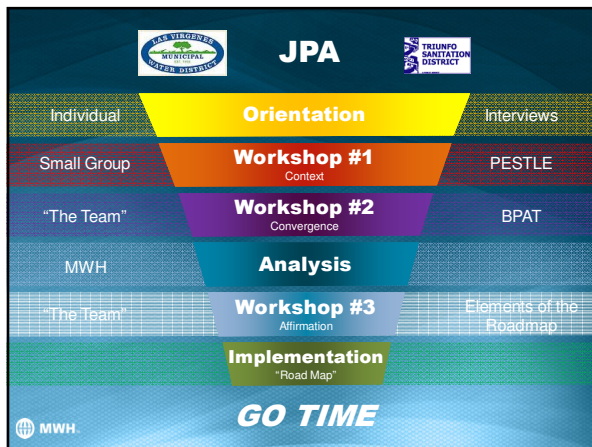 LAS VIRGENES
MUNICIPAL
WATER DISTRICT
JPA
TRIUNFO
SANITATION
DISTRICT
Individual Orientation Interviews
Small Group Workshop #1 PESTLE
Context
"The Team" Workshop #2 BPAT
Convergence
MWH Analysis
"The Team" Workshop #3 Elements of the
Affirmation Roadmap
Implementation
"Road Map"
GO TIME
MWH